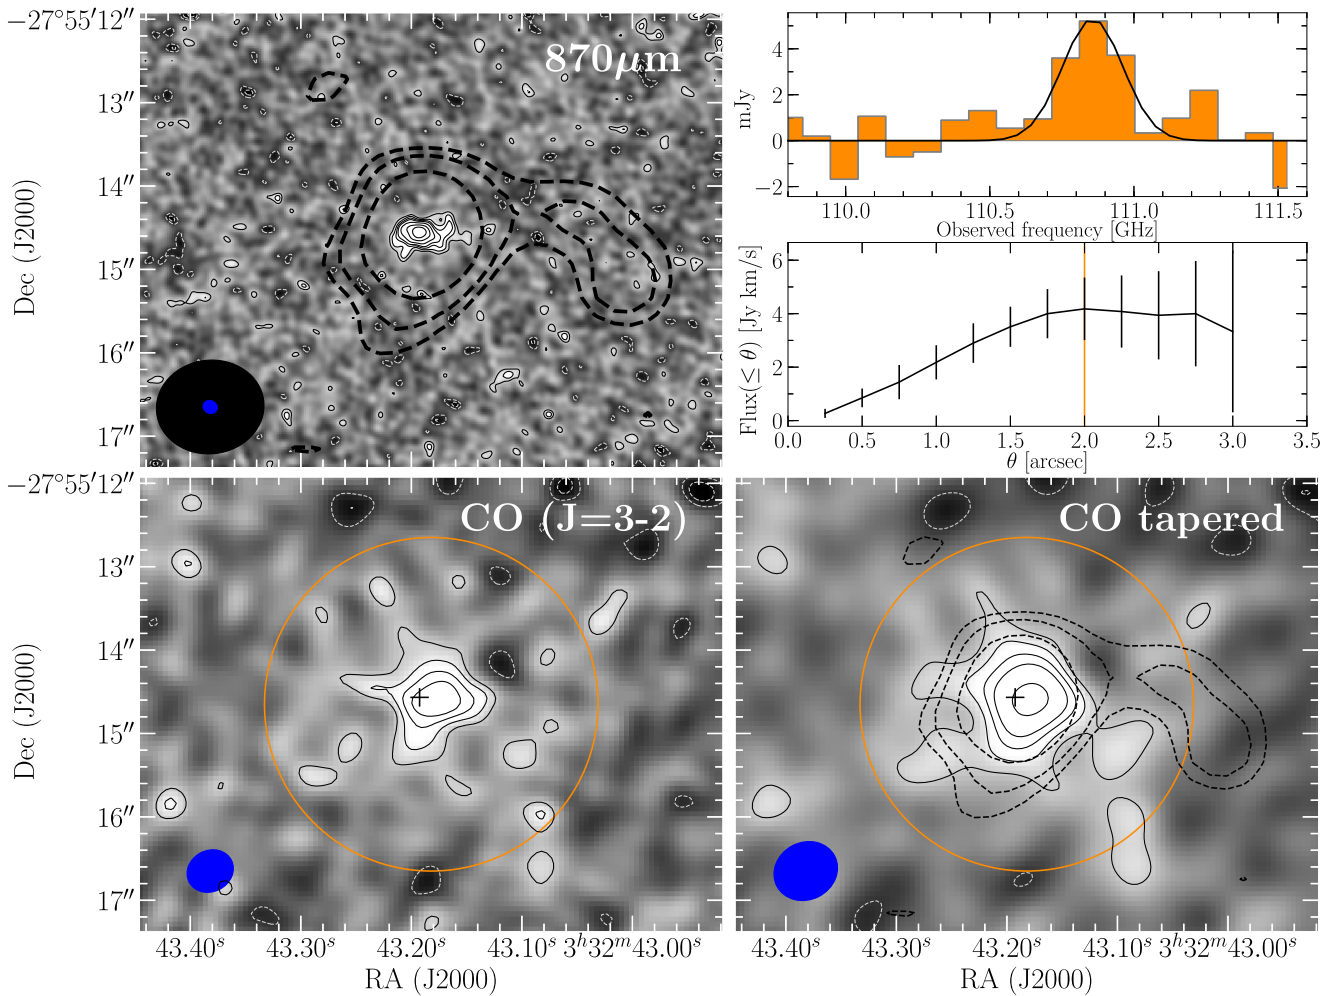 −27°55′12″
13″
14″
15″
16″
17″
Dec (J2000)
870μm
4
2
0
−2
mJy
110.0 110.5 111.0 111.5
Observed frequency [GHz]
6
4
2
0
Flux(≤ θ) [Jy km/s]
0.0 0.5 1.0 1.5 2.0 2.5 3.0 3.5
θ [arcsec]
−27°55′12″
13″
14″
15″
16″
17″
Dec (J2000)
CO (J=3-2)
43.40ˢ 43.30ˢ 43.20ˢ 43.10ˢ 3ʰ32ᵐ43.00ˢ
RA (J2000)
CO tapered
43.40ˢ 43.30ˢ 43.20ˢ 43.10ˢ 3ʰ32ᵐ43.00ˢ
RA (J2000)